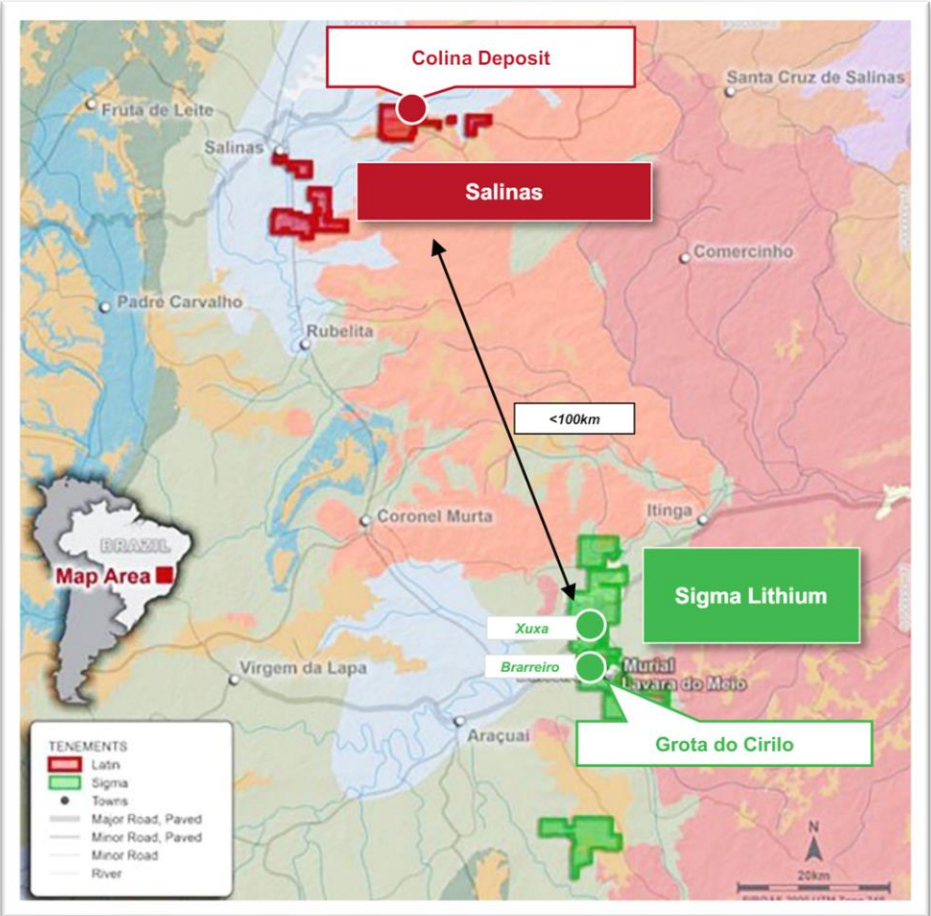 Colina Deposit
Santa Cruz de Salinas
Fruta de Leite
Salinas
Salinas
Comercinho
Padre Carvalho
Rubelita
<100km
Coronel Murta
Itinga
BRAZIL
Map Area
Sigma Lithium
Xuxa
Brarreiro
Murial
Lavara do Meio
Virgem da Lapa
Araçuai
Grota do Cirilo
TENEMENTS
Latin
Sigma
Towns
Major Road, Paved
Minor Road, Paved
Minor Road
River
N
20km